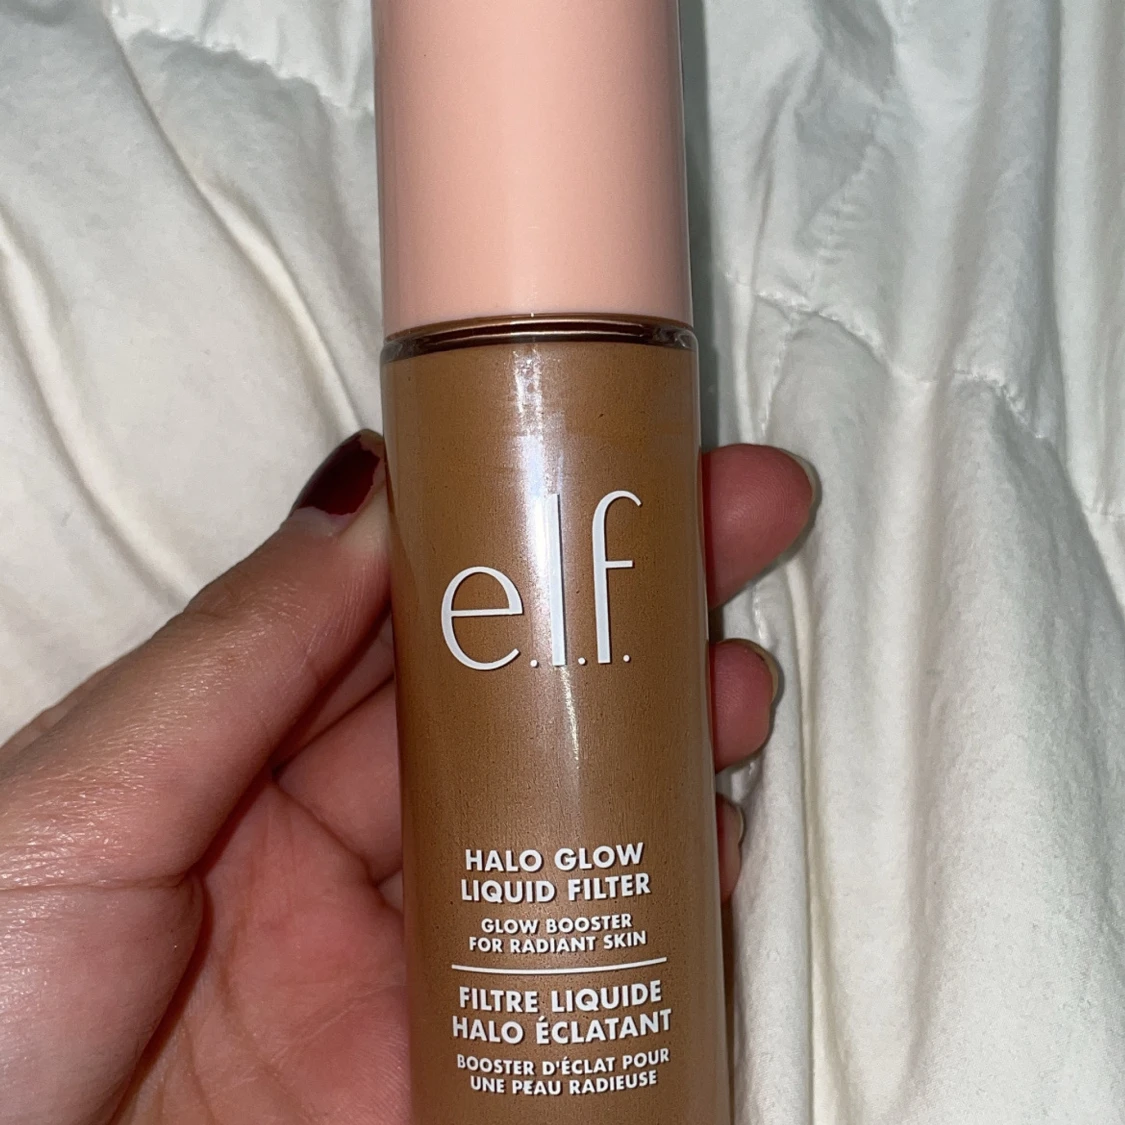 e.l.f.
HALO GLOW
LIQUID FILTER
GLOW BOOSTER
FOR RADIANT SKIN
FILTRE LIQUIDE
HALO ÉCLATANT
BOOSTER D'ÉCLAT POUR
UNE PEAU RADIEUSE